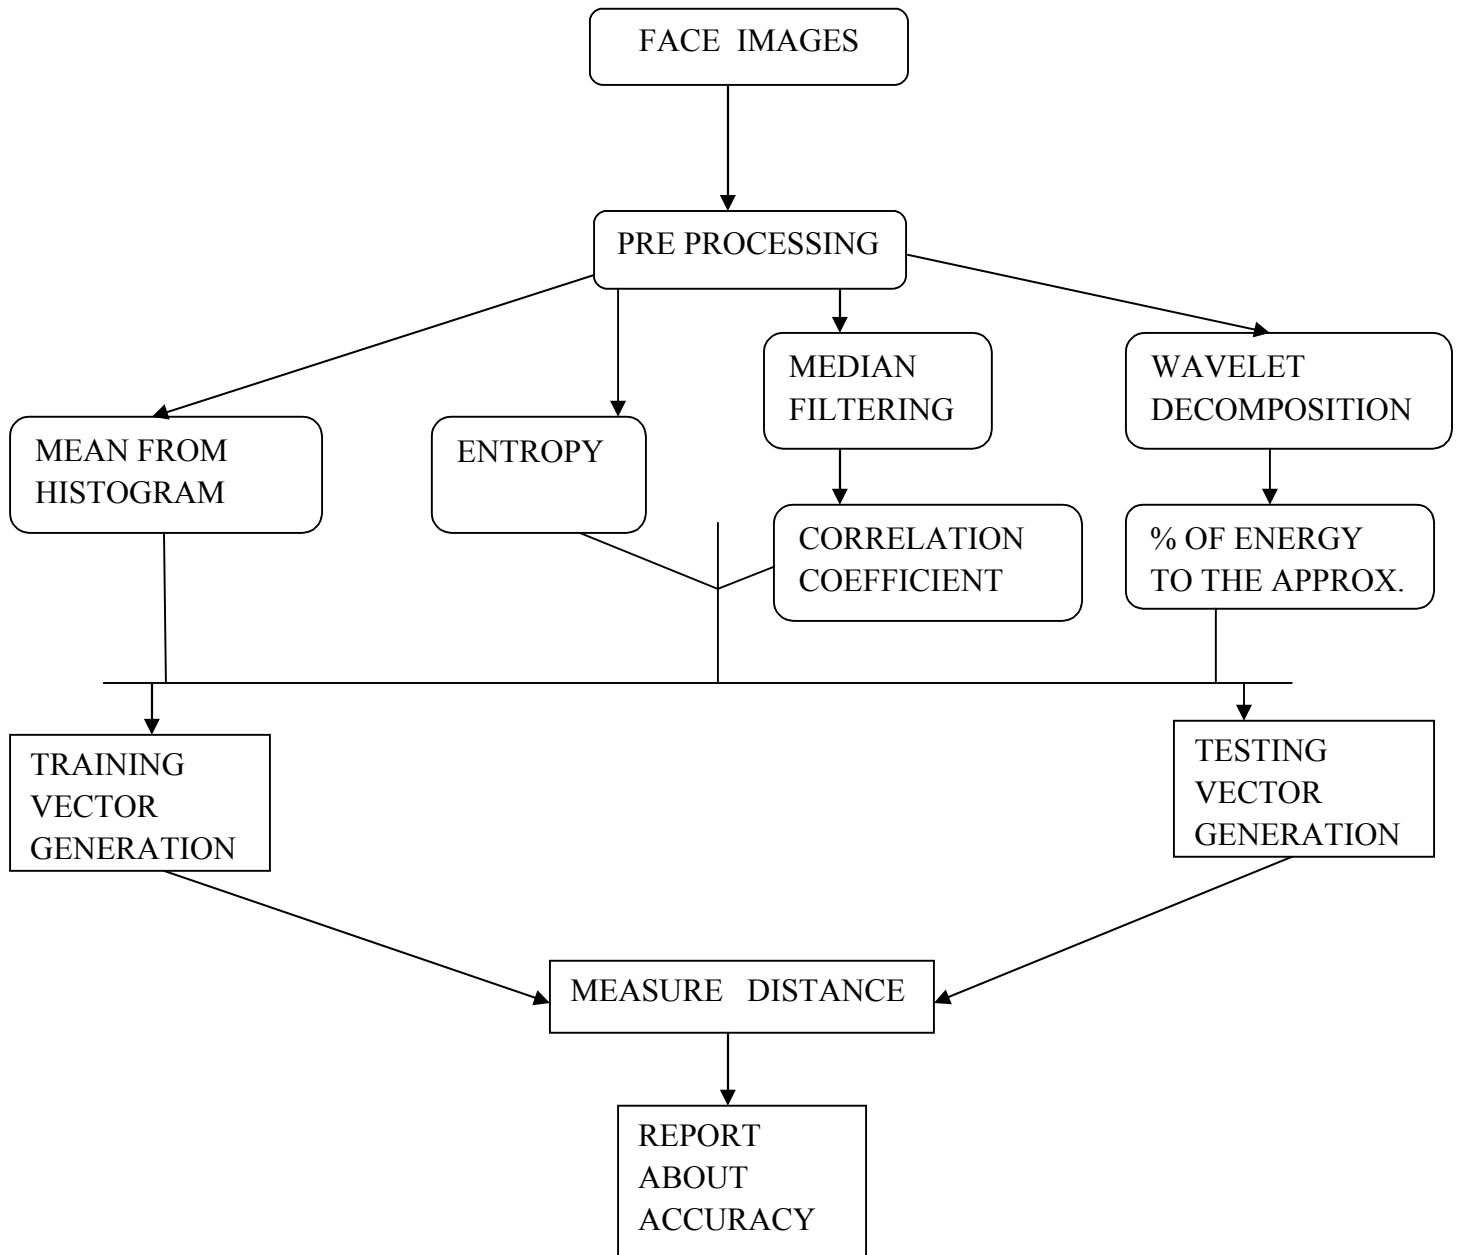 FACE IMAGES
PRE PROCESSING
MEDIAN
FILTERING
WAVELET
DECOMPOSITION
MEAN FROM
HISTOGRAM
ENTROPY
CORRELATION
COEFFICIENT
% OF ENERGY
TO THE APPROX.
TRAINING
VECTOR
GENERATION
TESTING
VECTOR
GENERATION
MEASURE DISTANCE
REPORT
ABOUT
ACCURACY